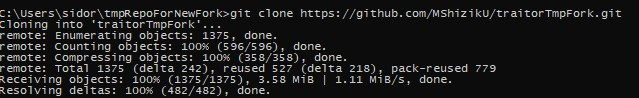 C:\Users\sidor\tmpRepoForNewFork>git clone https://github.com/MShizikU/traitorTmpFork.git
Cloning into 'traitorTmpFork'...
remote: Enumerating objects: 1375, done.
remote: Counting objects: 100% (596/596), done.
remote: Compressing objects: 100% (358/358), done.
remote: Total 1375 (delta 242), reused 527 (delta 218), pack-reused 779
Receiving objects: 100% (1375/1375), 3.58 MiB | 1.11 MiB/s, done.
Resolving deltas: 100% (482/482), done.